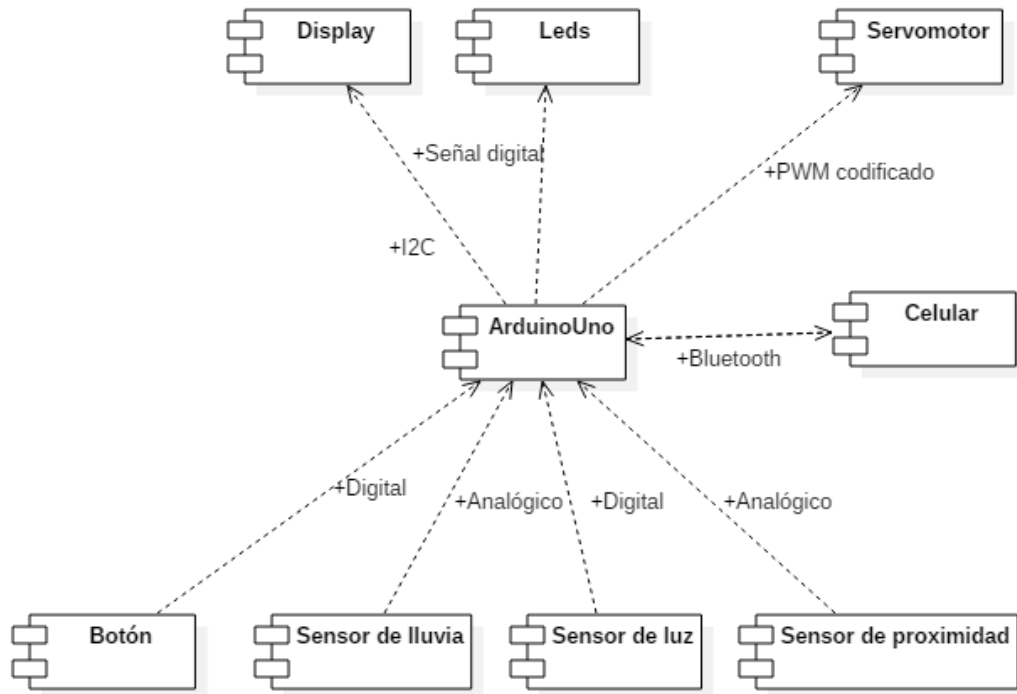 Display
Leds
Servomotor
+Señal digital
+PWM codificado
+I2C
ArduinoUno
Celular
+Bluetooth
+Digital
+Analógico
+Digital
+Analógico
Botón
Sensor de lluvia
Sensor de luz
Sensor de proximidad